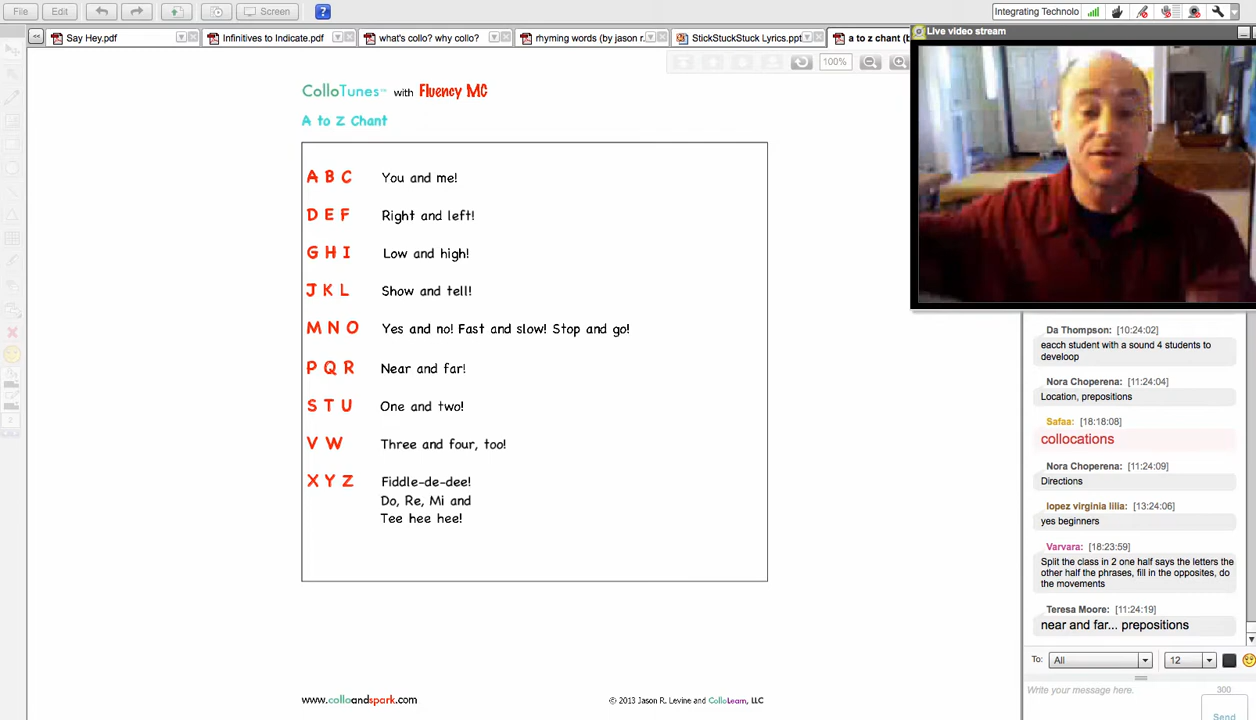 File
Edit
Screen
?
Integrating Technolo
<<
Say Hey.pdf
Infinitives to Indicate.pdf
what's collo? why collo?
rhyming words (by jason r.
StickStuckStuck Lyrics.ppt
a to z chant (b
Live video stream
100%
ColloTunes™ with Fluency MC
A to Z Chant
A B C You and me!
D E F Right and left!
G H I Low and high!
J K L Show and tell!
M N O Yes and no! Fast and slow! Stop and go!
P Q R Near and far!
S T U One and two!
V W Three and four, too!
X Y Z Fiddle-de-dee!
Do, Re, Mi and
Tee hee hee!
www.colloandspark.com
© 2013 Jason R. Levine and ColloLearn, LLC
Da Thompson: [10:24:02]
eacch student with a sound 4 students to
develoop
Nora Choperena: [11:24:04]
Location, prepositions
Safaa: [18:18:08]
collocations
Nora Choperena: [11:24:09]
Directions
lopez virginia lilia: [13:24:06]
yes beginners
Varvara: [18:23:59]
Split the class in 2 one half says the letters the
other half the phrases, fill in the opposites, do
the movements
Teresa Moore: [11:24:19]
near and far... prepositions
To: All 12
Write your message here.
300
Send
2